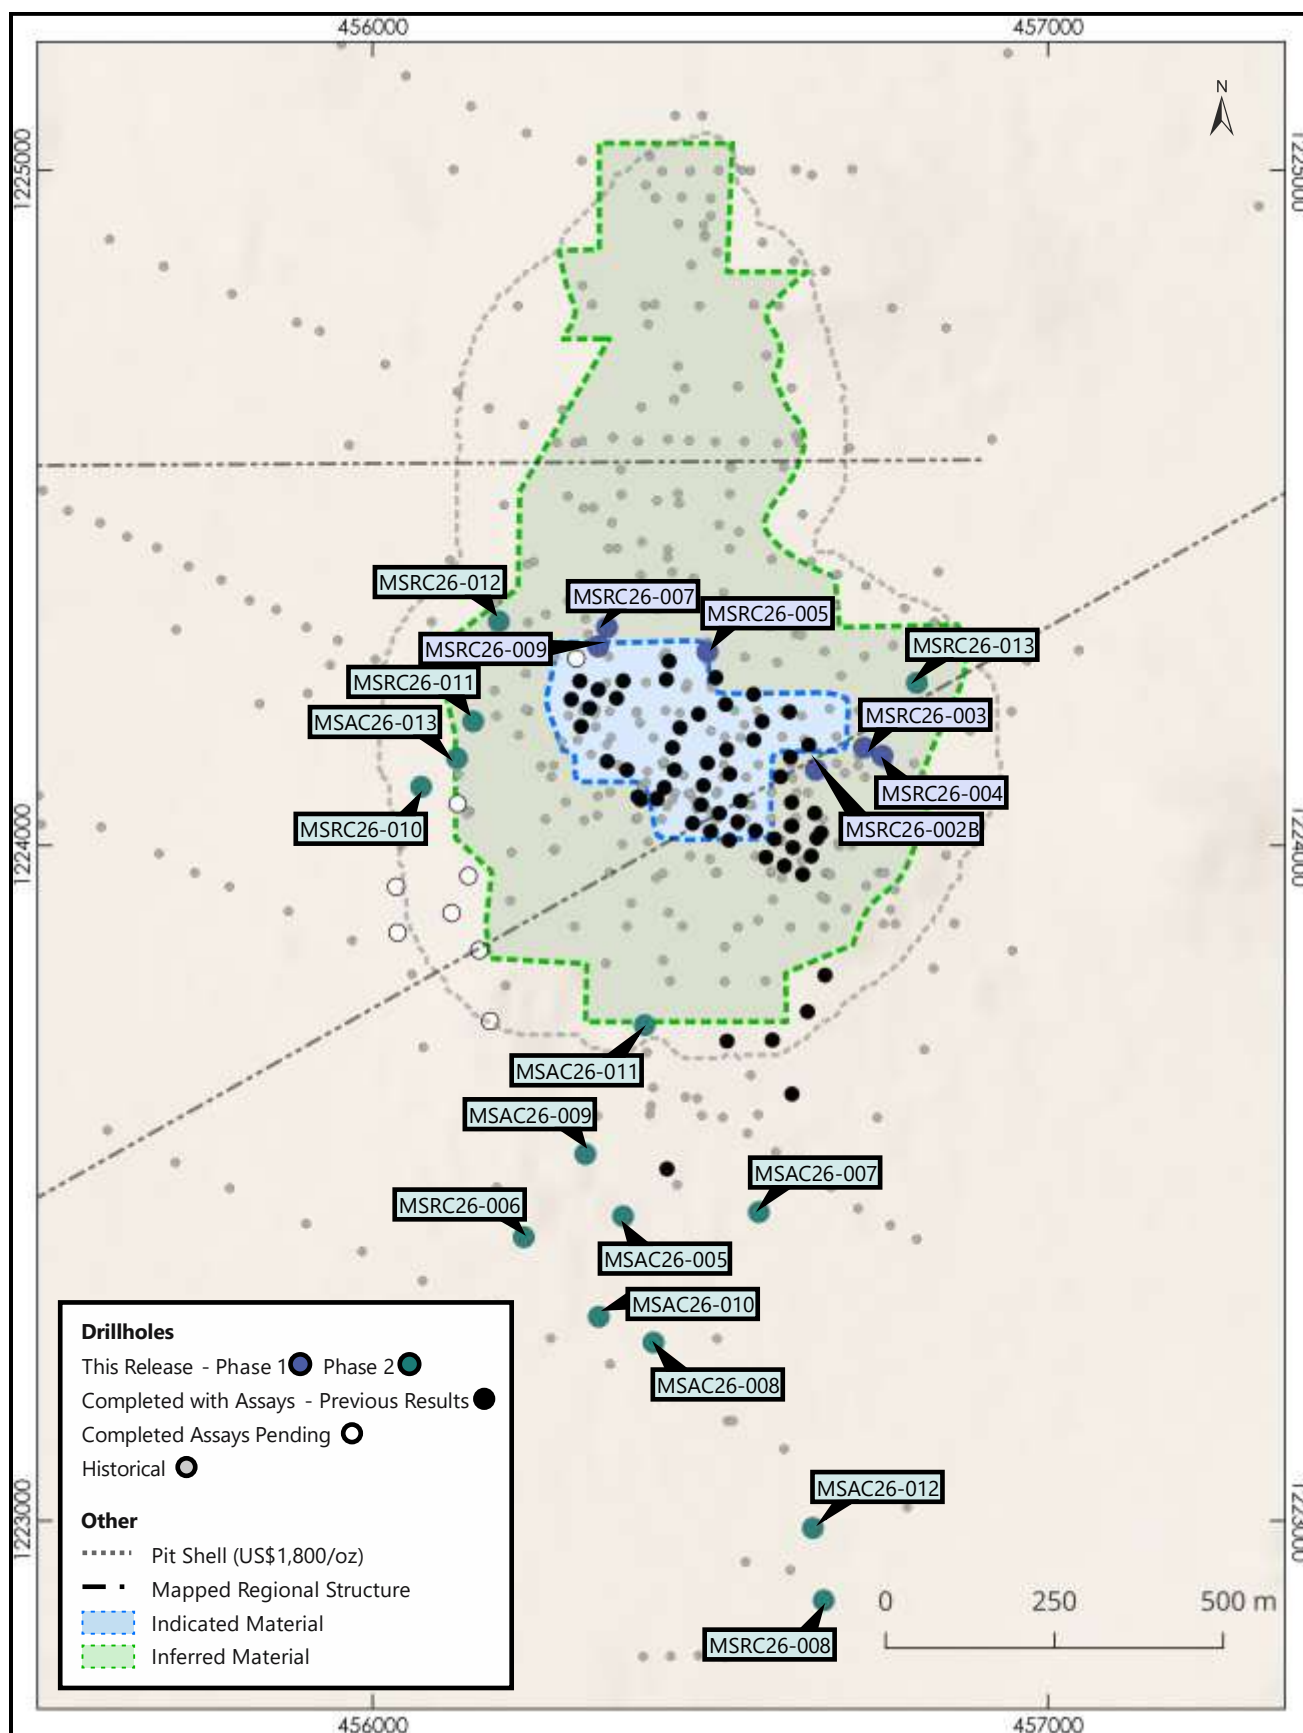 456000
457000
N
1225000
1225000
MSRC26-012
MSRC26-007
MSRC26-005
MSRC26-009
MSRC26-013
MSRC26-011
MSAC26-013
MSRC26-003
MSRC26-004
MSRC26-010
MSRC26-002B
1224000
1224000
MSAC26-011
MSAC26-009
MSAC26-007
MSRC26-006
MSAC26-005
MSAC26-010
MSAC26-008
MSAC26-012
MSRC26-008
1223000
1223000
Drillholes
This Release - Phase 1 Phase 2
Completed with Assays - Previous Results
Completed Assays Pending
Historical
Other
Pit Shell (US$1,800/oz)
Mapped Regional Structure
Indicated Material
Inferred Material
0 250 500 m
456000
457000